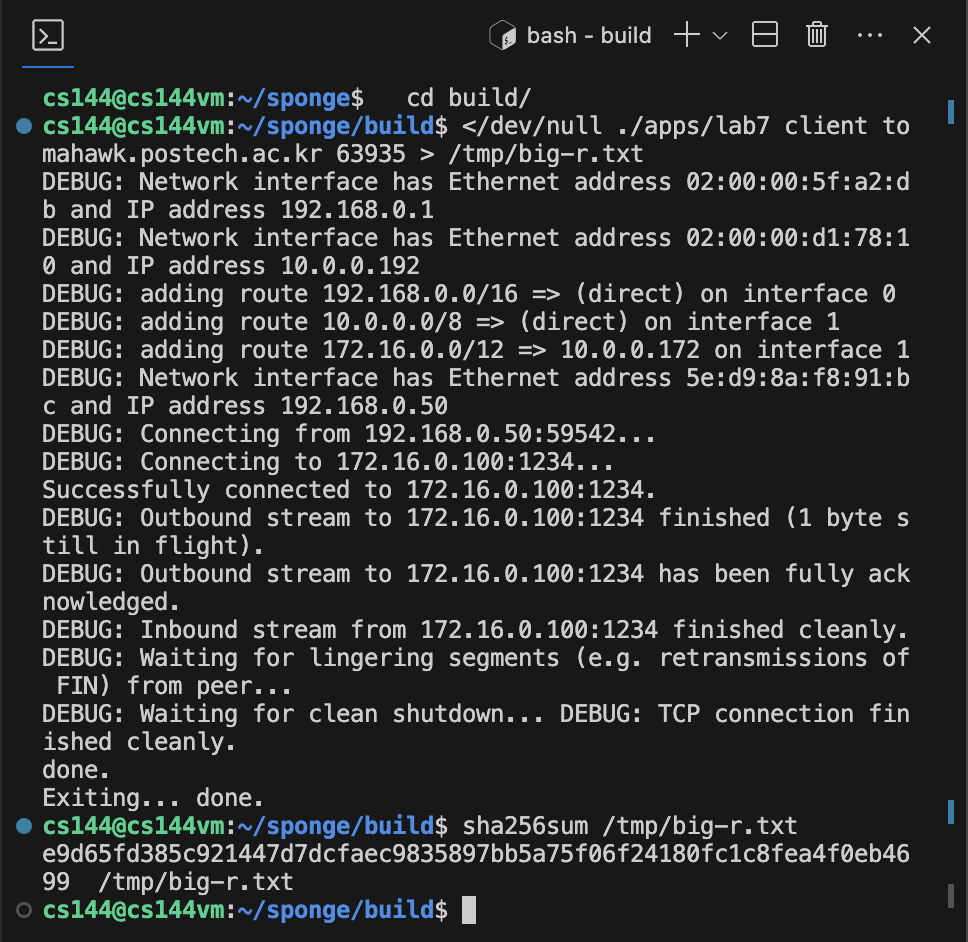 bash - build
cs144@cs144vm:~/sponge$   cd build/
cs144@cs144vm:~/sponge/build$ </dev/null ./apps/lab7 client to
mahawk.postech.ac.kr 63935 > /tmp/big-r.txt
DEBUG: Network interface has Ethernet address 02:00:00:5f:a2:d
b and IP address 192.168.0.1
DEBUG: Network interface has Ethernet address 02:00:00:d1:78:1
0 and IP address 10.0.0.192
DEBUG: adding route 192.168.0.0/16 => (direct) on interface 0
DEBUG: adding route 10.0.0.0/8 => (direct) on interface 1
DEBUG: adding route 172.16.0.0/12 => 10.0.0.172 on interface 1
DEBUG: Network interface has Ethernet address 5e:d9:8a:f8:91:b
c and IP address 192.168.0.50
DEBUG: Connecting from 192.168.0.50:59542...
DEBUG: Connecting to 172.16.0.100:1234...
Successfully connected to 172.16.0.100:1234.
DEBUG: Outbound stream to 172.16.0.100:1234 finished (1 byte s
till in flight).
DEBUG: Outbound stream to 172.16.0.100:1234 has been fully ack
nowledged.
DEBUG: Inbound stream from 172.16.0.100:1234 finished cleanly.
DEBUG: Waiting for lingering segments (e.g. retransmissions of
 FIN) from peer...
DEBUG: Waiting for clean shutdown... DEBUG: TCP connection fin
ished cleanly.
done.
Exiting... done.
cs144@cs144vm:~/sponge/build$ sha256sum /tmp/big-r.txt
e9d65fd385c921447d7dcfaec9835897bb5a75f06f24180fc1c8fea4f0eb46
99  /tmp/big-r.txt
cs144@cs144vm:~/sponge/build$